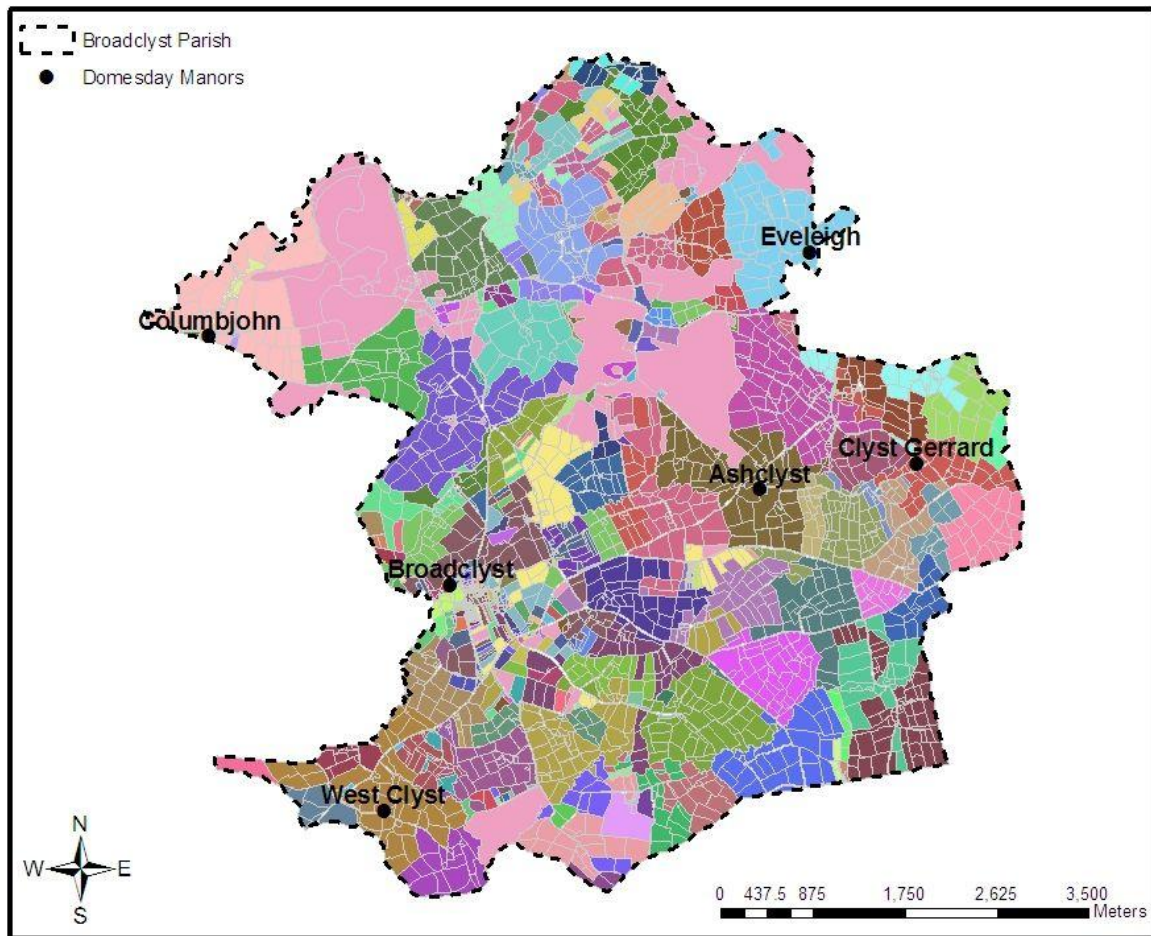 Broadclyst Parish
Domesday Manors
Eveleigh
Columbjohn
Clyst Gerrard
Ashclyst
Broadclyst
West Clyst
N
W E
S
0 437.5 875 1,750 2,625 3,500
Meters